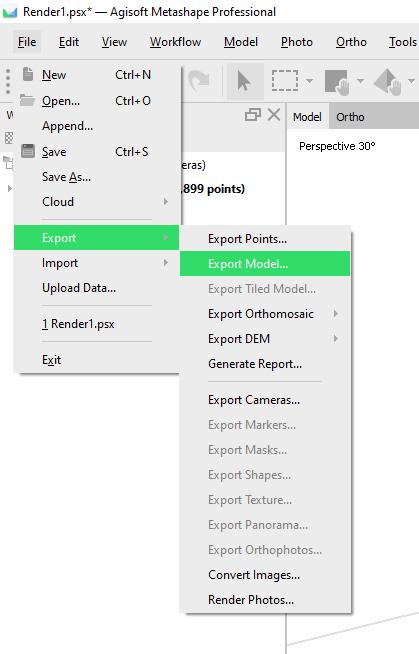 Render1.psx* — Agisoft Metashape Professional
File Edit View Workflow Model Photo Ortho Tools
New Ctrl+N
Open... Ctrl+O
Append...
Save Ctrl+S
Save As...
Cloud
Export
Import
Upload Data...
1 Render1.psx
Exit
W
eras)
,899 points)
Model Ortho
Perspective 30°
Export Points...
Export Model...
Export Tiled Model...
Export Orthomosaic
Export DEM
Generate Report...
Export Cameras...
Export Markers...
Export Masks...
Export Shapes...
Export Texture...
Export Panorama...
Export Orthophotos...
Convert Images...
Render Photos...